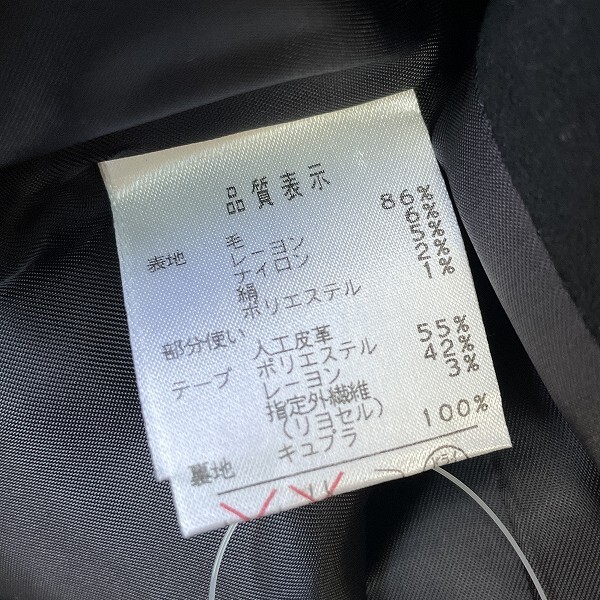 品質表示
表地 毛 86%
レーヨン 6%
ナイロン 5%
絹 2%
ポリエステル 1%
部分使い 人工皮革
テープ ポリエステル 55%
レーヨン 42%
指定外繊維 3%
(リヨセル)
裏地 キュプラ 100%